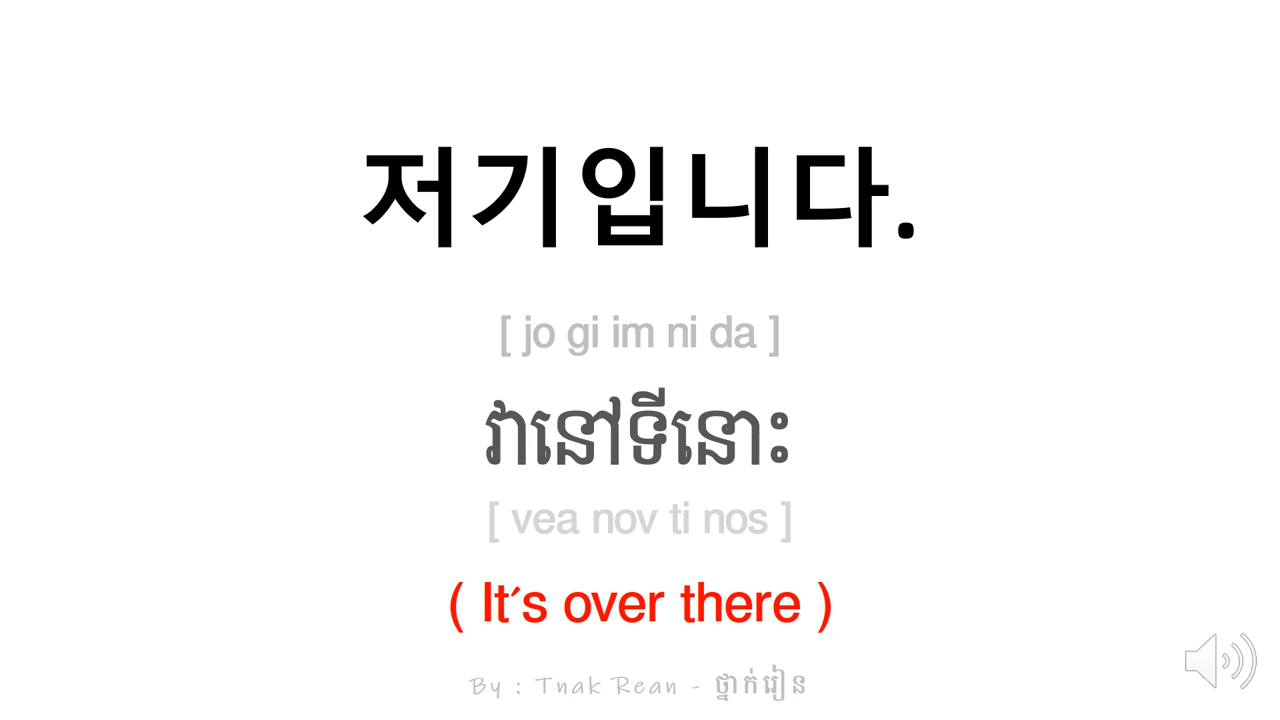 저기입니다.
[ jo gi im ni da ]
វានៅទីនោះ
[ vea nov ti nos ]
( It´s over there )
By : Tnak Rean - ថ្នាក់រៀន